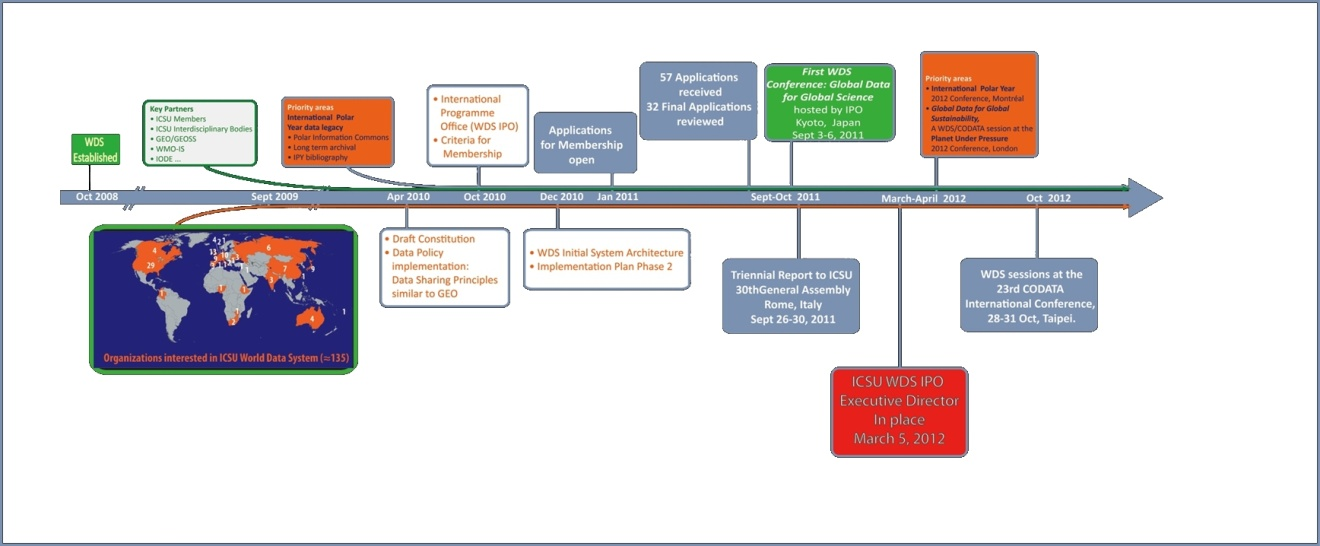 WDS
Established
Key Partners
• ICSU Members
• ICSU Interdisciplinary Bodies
• GEO/GEOSS
• WMO-IS
• IODE ...
Priority areas
International Polar
Year data legacy
• Polar Information Commons
• Long term archival
• IPY bibliography
• International
Programme
Office (WDS IPO)
• Criteria for
Membership
Applications
for Membership
open
57 Applications
received
32 Final Applications
reviewed
First WDS
Conference: Global Data
for Global Science
hosted by IPO
Kyoto, Japan
Sept 3-6, 2011
Priority areas
• International Polar Year
2012 Conference, Montréal
• Global Data for Global
Sustainability,
A WDS/CODATA session at the
Planet Under Pressure
2012 Conference, London
Oct 2008
Sept 2009
Apr 2010
Oct 2010
Dec 2010
Jan 2011
Sept-Oct 2011
March-April 2012
Oct 2012
4
29
6
7
4
1
Organizations interested in ICSU World Data System (≈135)
• Draft Constitution
• Data Policy
implementation:
Data Sharing Principles
similar to GEO
• WDS Initial System Architecture
• Implementation Plan Phase 2
Triennial Report to ICSU
30thGeneral Assembly
Rome, Italy
Sept 26-30, 2011
WDS sessions at the
23rd CODATA
International Conference,
28-31 Oct, Taipei.
ICSU WDS IPO
Executive Director
In place
March 5, 2012